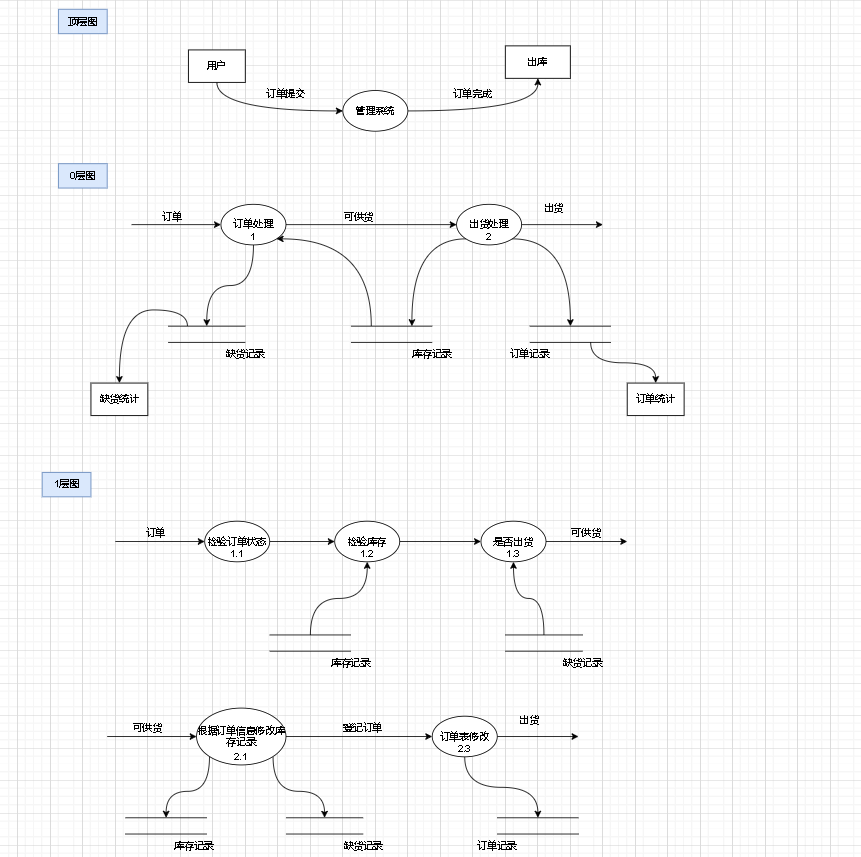 顶层图
用户
出库
订单提交
订单完成
管理系统
0层图
订单
订单处理
1
可供货
出货处理
2
出货
缺货记录
库存记录
订单记录
缺货统计
订单统计
1层图
订单
检验订单状态
1.1
检验库存
1.2
是否出货
1.3
可供货
库存记录
缺货记录
可供货
根据订单信息修改库
存记录
2.1
登记订单
订单表修改
2.3
出货
库存记录
缺货记录
订单记录